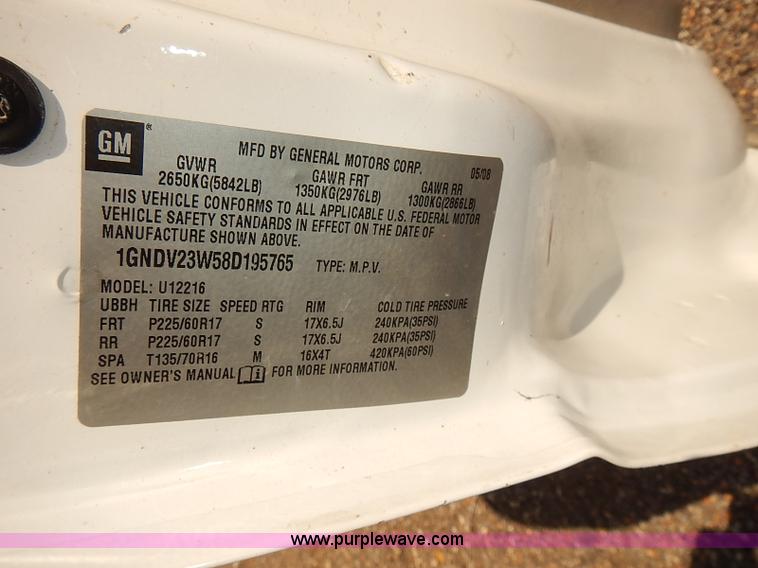 GM®
MFD BY GENERAL MOTORS CORP. 05/08
GVWR GAWR FRT GAWR RR
2650KG(5842LB) 1350KG(2976LB) 1300KG(2866LB)
THIS VEHICLE CONFORMS TO ALL APPLICABLE U.S. FEDERAL MOTOR
VEHICLE SAFETY STANDARDS IN EFFECT ON THE DATE OF
MANUFACTURE SHOWN ABOVE.
1GNDV23W58D195765 TYPE: M.P.V.
MODEL: U12216
UBBH TIRE SIZE SPEED RTG RIM COLD TIRE PRESSURE
FRT P225/60R17 S 17X6.5J 240KPA(35PSI)
RR P225/60R17 S 17X6.5J 240KPA(35PSI)
SPA T135/70R16 M 16X4T 420KPA(60PSI)
SEE OWNER'S MANUAL FOR MORE INFORMATION.
www.purplewave.com